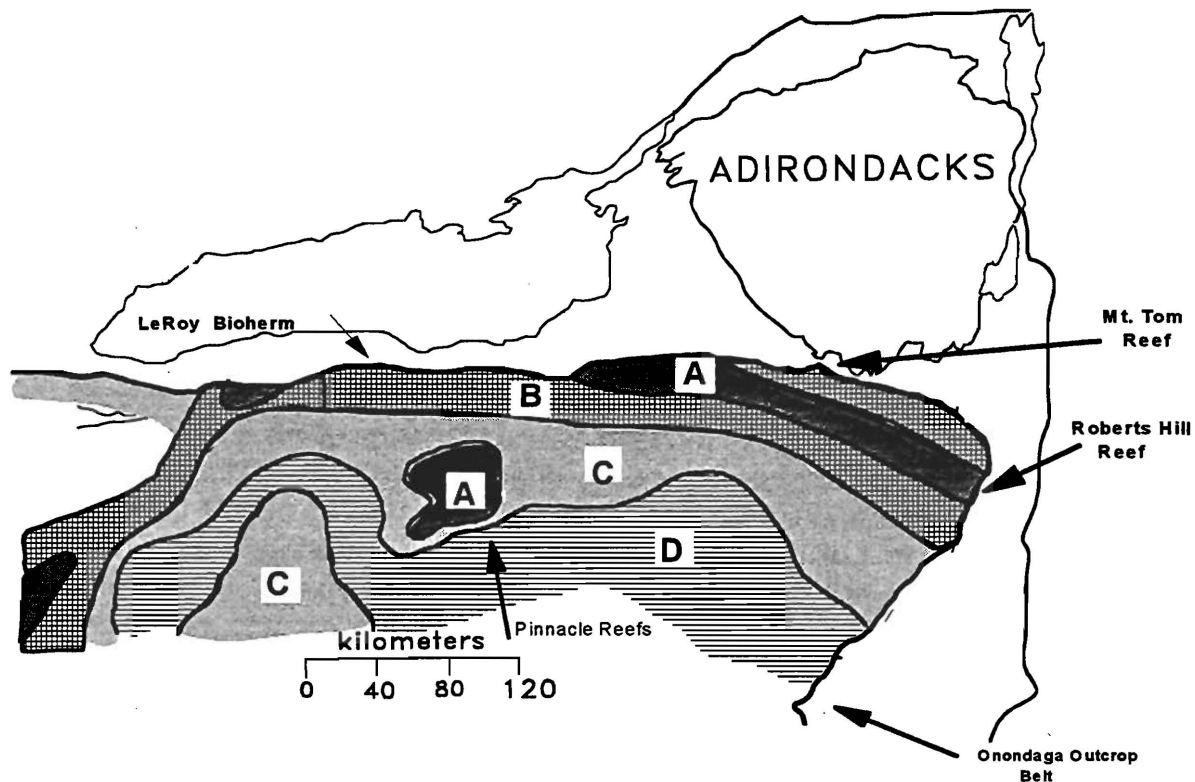 ADIRONDACKS
LeRoy Bioherm
Mt. Tom
Reef
A
B
Roberts Hill
Reef
C
A
D
C
Pinnacle Reefs
kilometers
0 40 80 120
Onondaga Outcrop
Belt